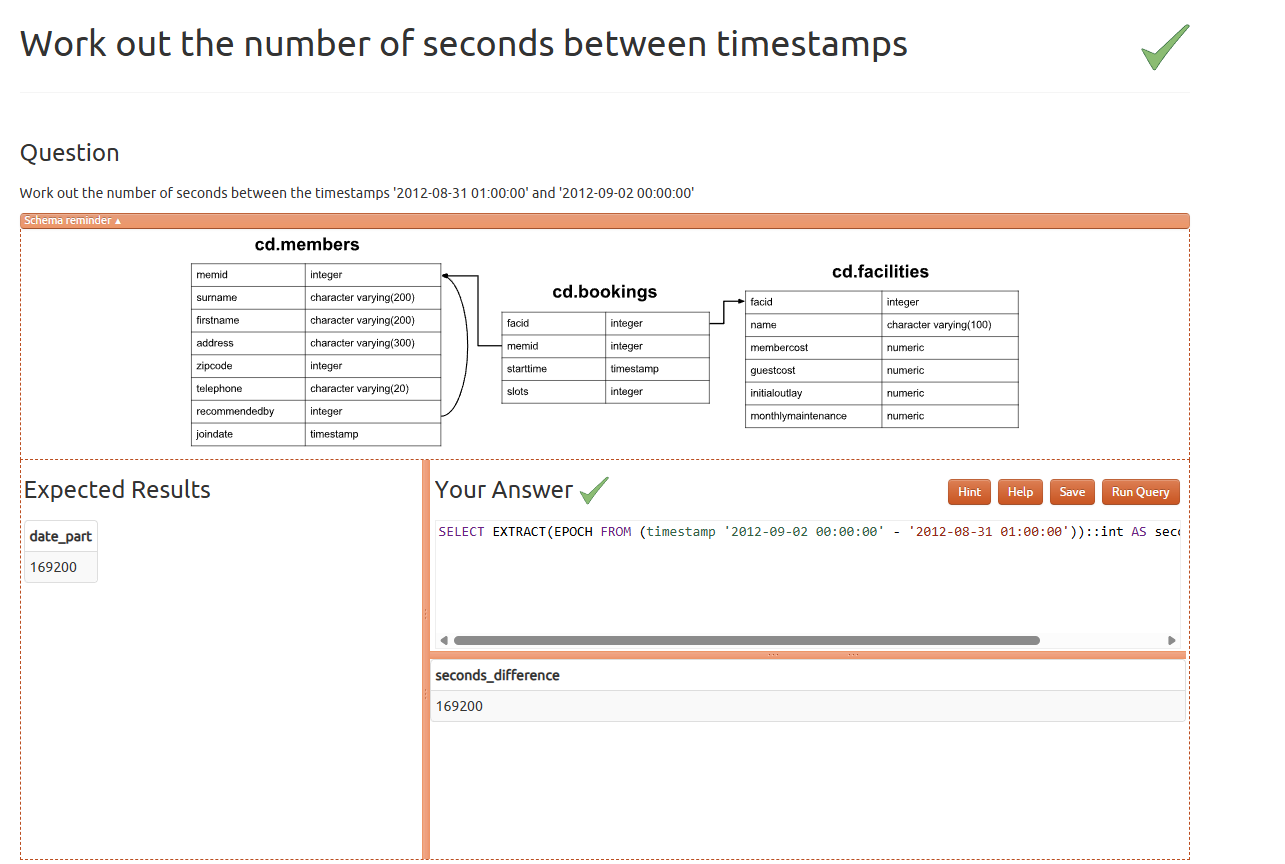 Work out the number of seconds between timestamps
Question
Work out the number of seconds between the timestamps '2012-08-31 01:00:00' and '2012-09-02 00:00:00'
Schema reminder ▲
cd.members
memid integer
surname character varying(200)
firstname character varying(200)
address character varying(300)
zipcode integer
telephone character varying(20)
recommendedby integer
joindate timestamp
cd.bookings
facid integer
memid integer
starttime timestamp
slots integer
cd.facilities
facid integer
name character varying(100)
membercost numeric
guestcost numeric
initialoutlay numeric
monthlymaintenance numeric
Expected Results
date_part
169200
Your Answer
Hint Help Save Run Query
SELECT EXTRACT(EPOCH FROM (timestamp '2012-09-02 00:00:00' - '2012-08-31 01:00:00'))::int AS sec
seconds_difference
169200